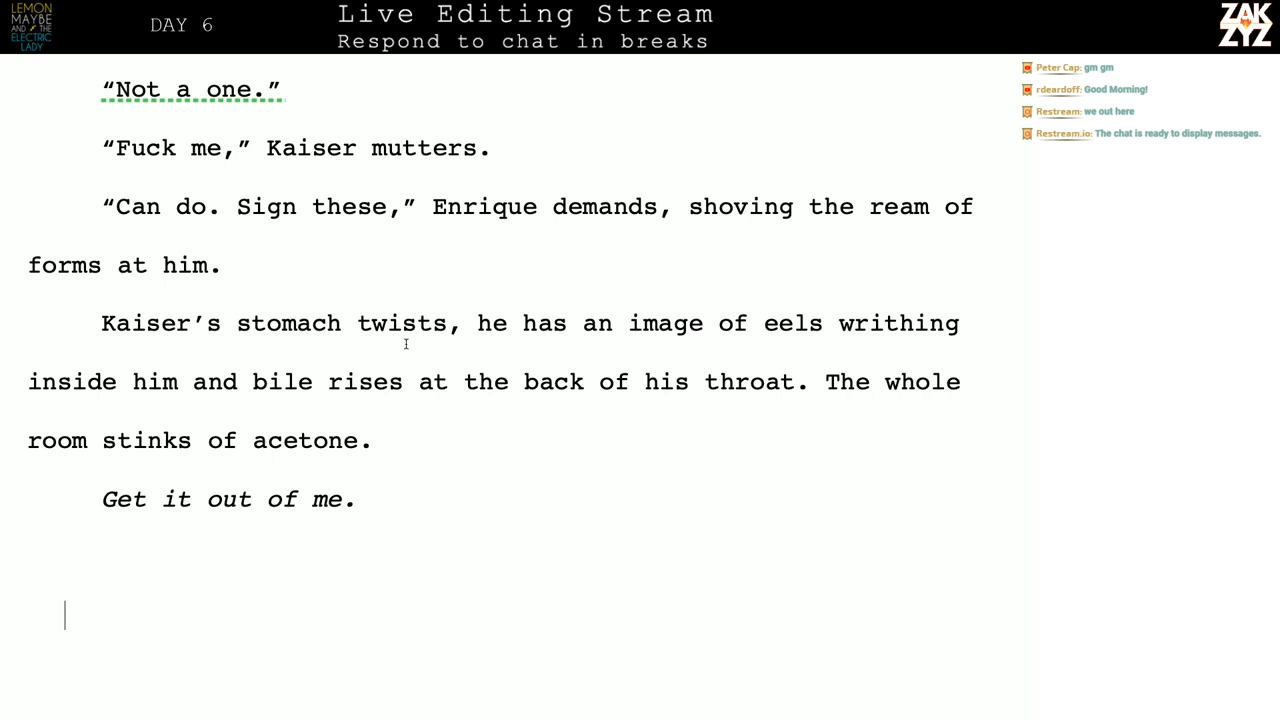 LEMON
MAYBE
AND THE
ELECTRIC
LADY
DAY 6
Live Editing Stream
Respond to chat in breaks
ZAK
ZYZ
“Not a one.”
“Fuck me,” Kaiser mutters.
“Can do. Sign these,” Enrique demands, shoving the ream of
forms at him.
Kaiser’s stomach twists, he has an image of eels writhing
inside him and bile rises at the back of his throat. The whole
room stinks of acetone.
Get it out of me.
Peter Cap: gm gm
rdeardoff: Good Morning!
Restream: we out here
Restream.io: The chat is ready to display messages.